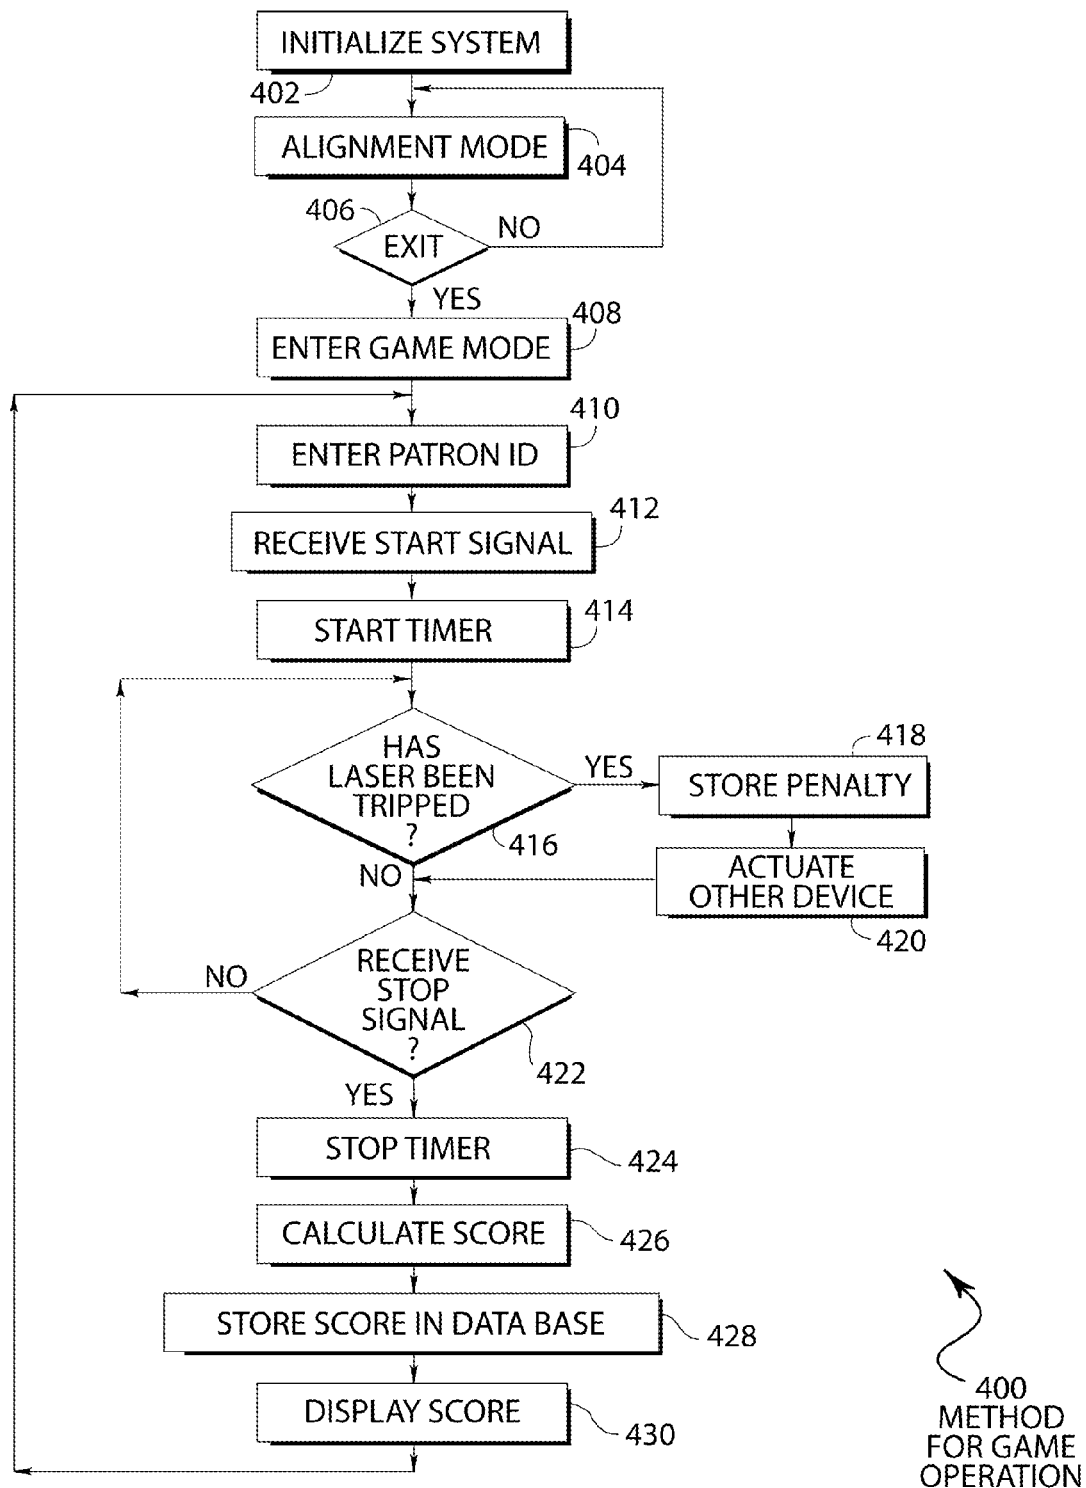 INITIALIZE SYSTEM
402
ALIGNMENT MODE
404
406
EXIT
NO
YES
408
ENTER GAME MODE
410
ENTER PATRON ID
412
RECEIVE START SIGNAL
414
START TIMER
HAS
LASER BEEN
TRIPPED
?
416
YES
418
STORE PENALTY
NO
ACTUATE
OTHER DEVICE
420
RECEIVE
STOP
SIGNAL
?
NO
422
YES
STOP TIMER
424
CALCULATE SCORE
426
STORE SCORE IN DATA BASE
428
DISPLAY SCORE
430
400
METHOD
FOR GAME
OPERATION